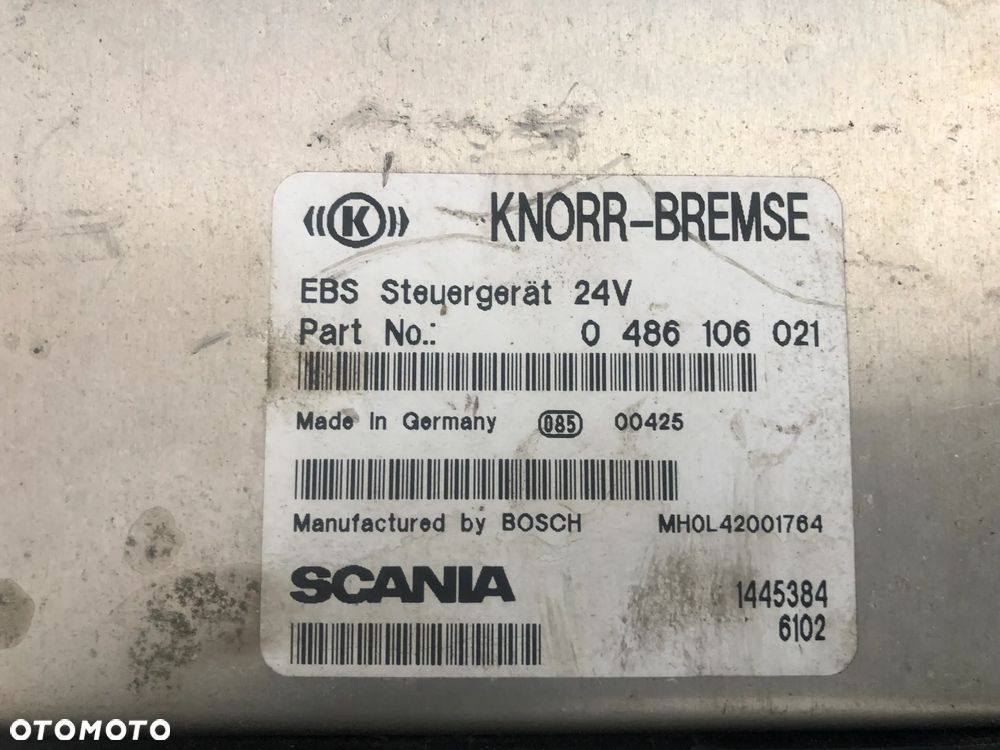 K KNORR-BREMSE
EBS Steuergerät 24V
Part No.: 0 486 106 021
Made In Germany 085 00425
Manufactured by BOSCH MH0L42001764
SCANIA 1445384
6102
OTOMOTO